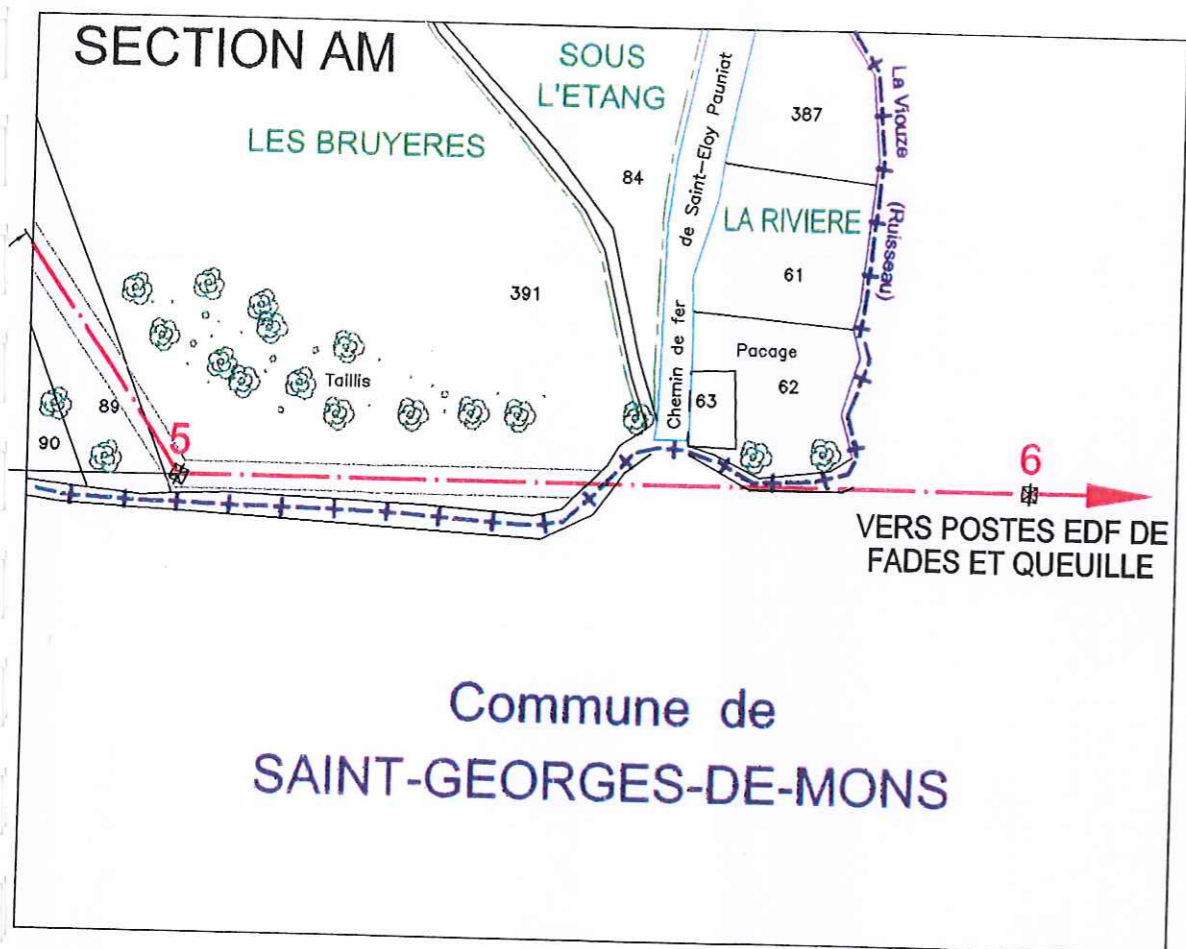 SECTION AM
SOUS
L'ETANG
LES BRUYERES
387
84
Chemin de fer de Saint-Eloy Pauniat
La Viouze (Ruisseau)
LA RIVIERE
61
391
Pacage
62
63
Taillis
89
90
5
6
VERS POSTES EDF DE
FADES ET QUEUILLE
Commune de
SAINT-GEORGES-DE-MONS